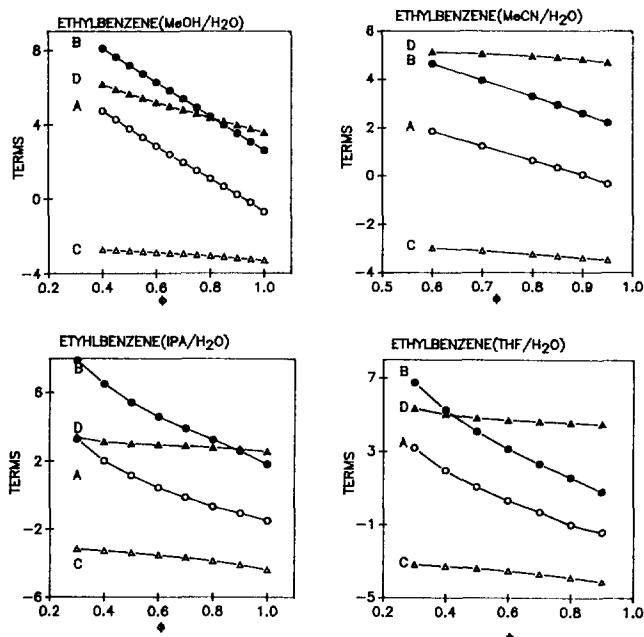 ETHYLBENZENE(MeOH/H2O)
8
4
0
−4
TERMS
B
D
A
C
0.2 0.4 0.6 0.8 1.0
ϕ
ETHYLBENZENE(MeCN/H2O)
6
2
−2
−4
TERMS
D
B
A
C
0.5 0.6 0.7 0.8 0.9 1.0
ϕ
ETYHLBENZENE(IPA/H2O)
6
2
−2
−6
TERMS
B
D
A
C
0.2 0.4 0.6 0.8 1.0
ϕ
ETHYLBENZENE(THF/H2O)
7
3
−1
−5
TERMS
B
D
A
C
0.2 0.4 0.6 0.8 1.0